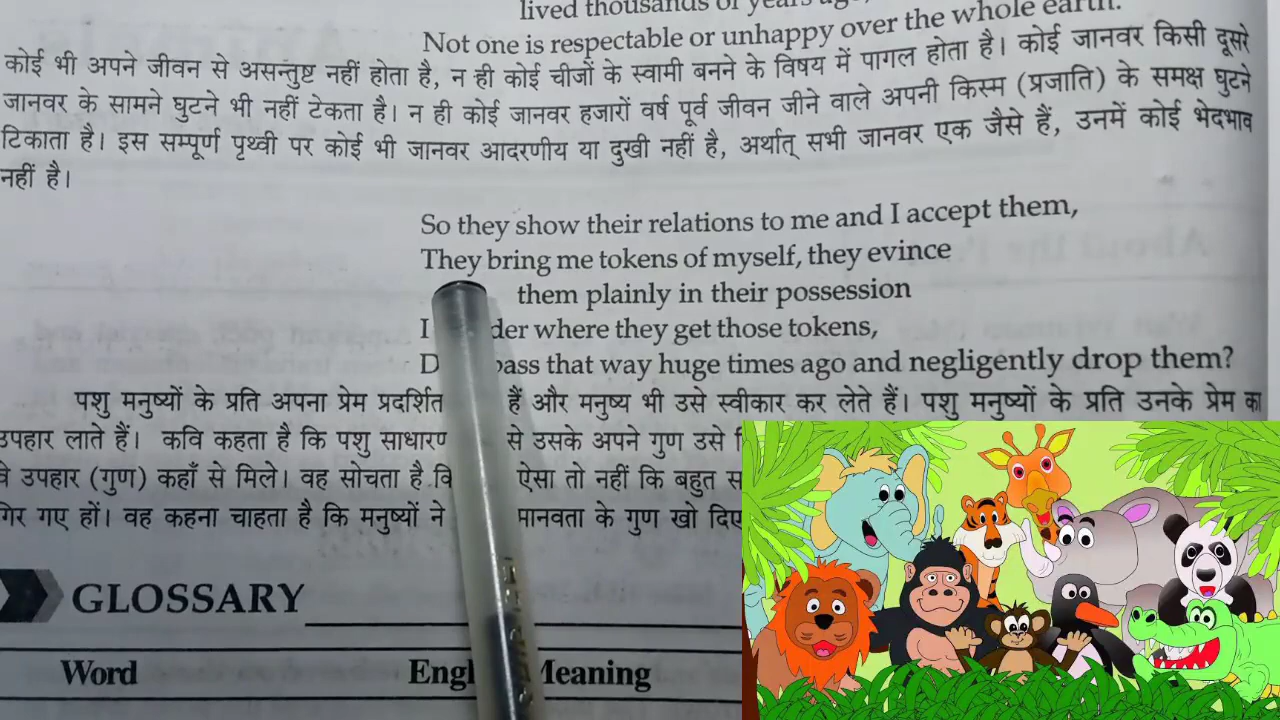 lived thousands of years ago,
Not one is respectable or unhappy over the whole earth.
कोई भी अपने जीवन से असन्तुष्ट नहीं होता है, न ही कोई चीजों के स्वामी बनने के विषय में पागल होता है। कोई जानवर किसी दूसरे
जानवर के सामने घुटने भी नहीं टेकता है। न ही कोई जानवर हजारों वर्ष पूर्व जीवन जीने वाले अपनी किस्म (प्रजाति) के समक्ष घुटने
टिकाता है। इस सम्पूर्ण पृथ्वी पर कोई भी जानवर आदरणीय या दुखी नहीं है, अर्थात् सभी जानवर एक जैसे हैं, उनमें कोई भेदभाव
नहीं है।
So they show their relations to me and I accept them,
They bring me tokens of myself, they evince
them plainly in their possession
I where they get those tokens,
that way huge times ago and negligently drop them?
पशु मनुष्यों के प्रति अपना प्रेम प्रदर्शित हैं और मनुष्य भी उसे स्वीकार कर लेते हैं। पशु मनुष्यों के प्रति उनके प्रेम का
उपहार लाते हैं। कवि कहता है कि पशु साधारण से उसके अपने गुण उसे
वे उपहार (गुण) कहाँ से मिले। वह सोचता है ऐसा तो नहीं कि बहुत
गिर गए हों। वह कहना चाहता है कि मनुष्यों ने मानवता के गुण खो दिए
GLOSSARY
Word Meaning